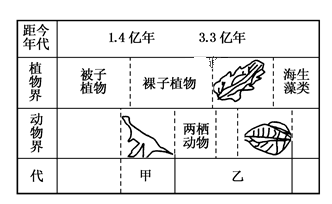 距今年代 1.4亿年 3.3亿年
植物界 被子植物 裸子植物 海生藻类
动物界 两栖动物
代 甲 乙